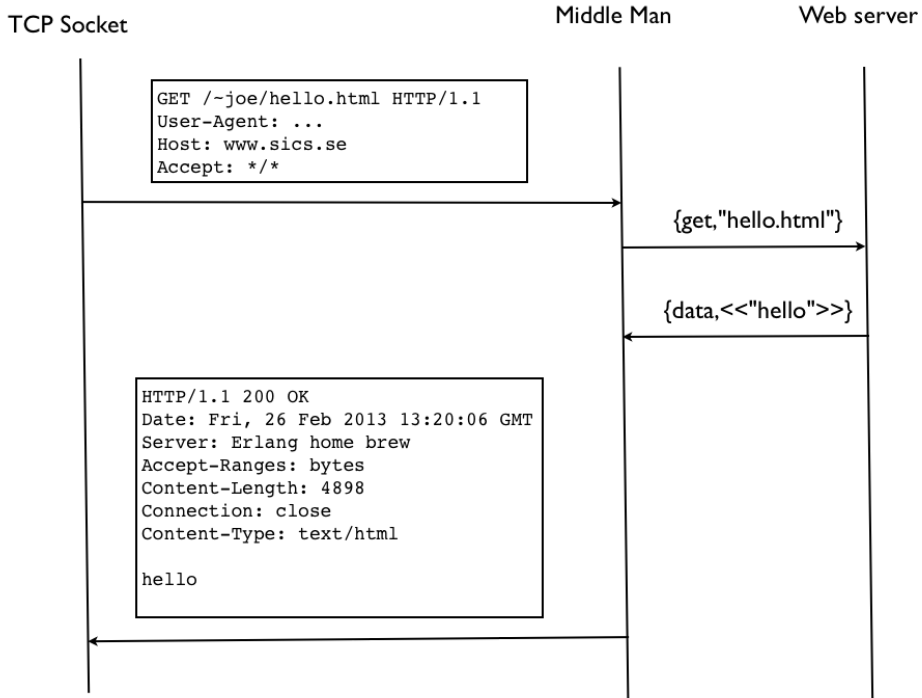 TCP Socket
Middle Man
Web server
GET /~joe/hello.html HTTP/1.1
User-Agent: ...
Host: www.sics.se
Accept: */*
{get,"hello.html"}
{data,<<"hello">>}
HTTP/1.1 200 OK
Date: Fri, 26 Feb 2013 13:20:06 GMT
Server: Erlang home brew
Accept-Ranges: bytes
Content-Length: 4898
Connection: close
Content-Type: text/html
hello